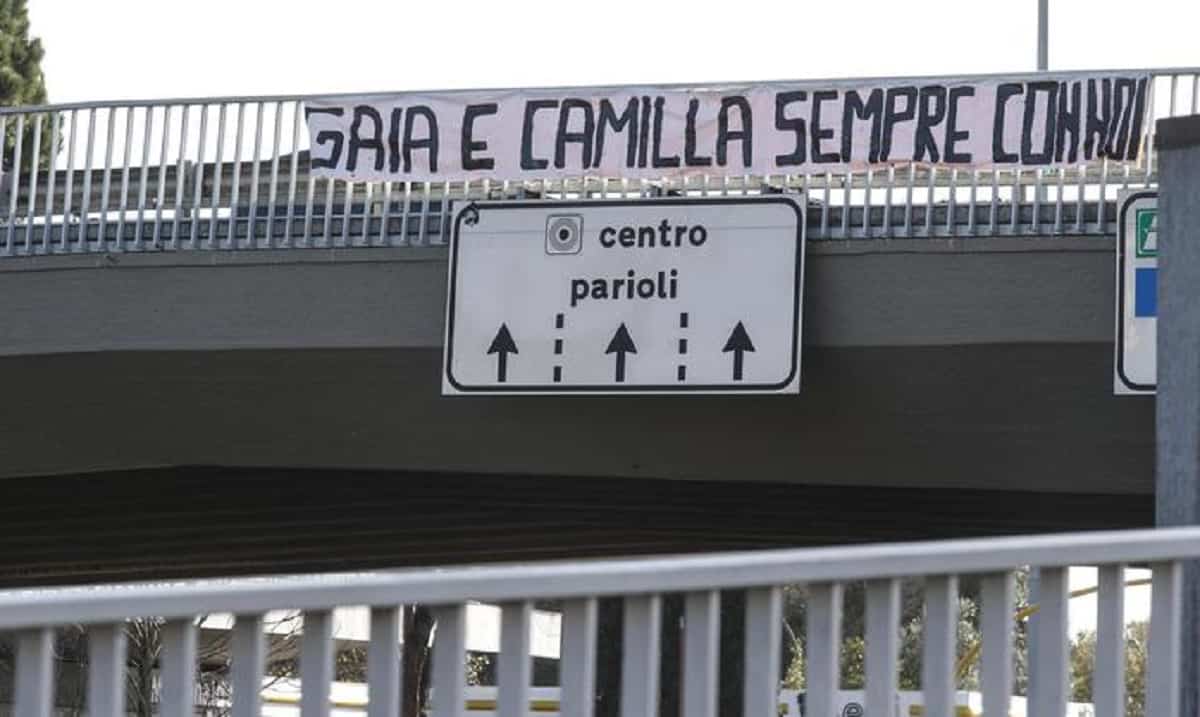 GAIA E CAMILLA SEMPRE CON NOI
centro
parioli